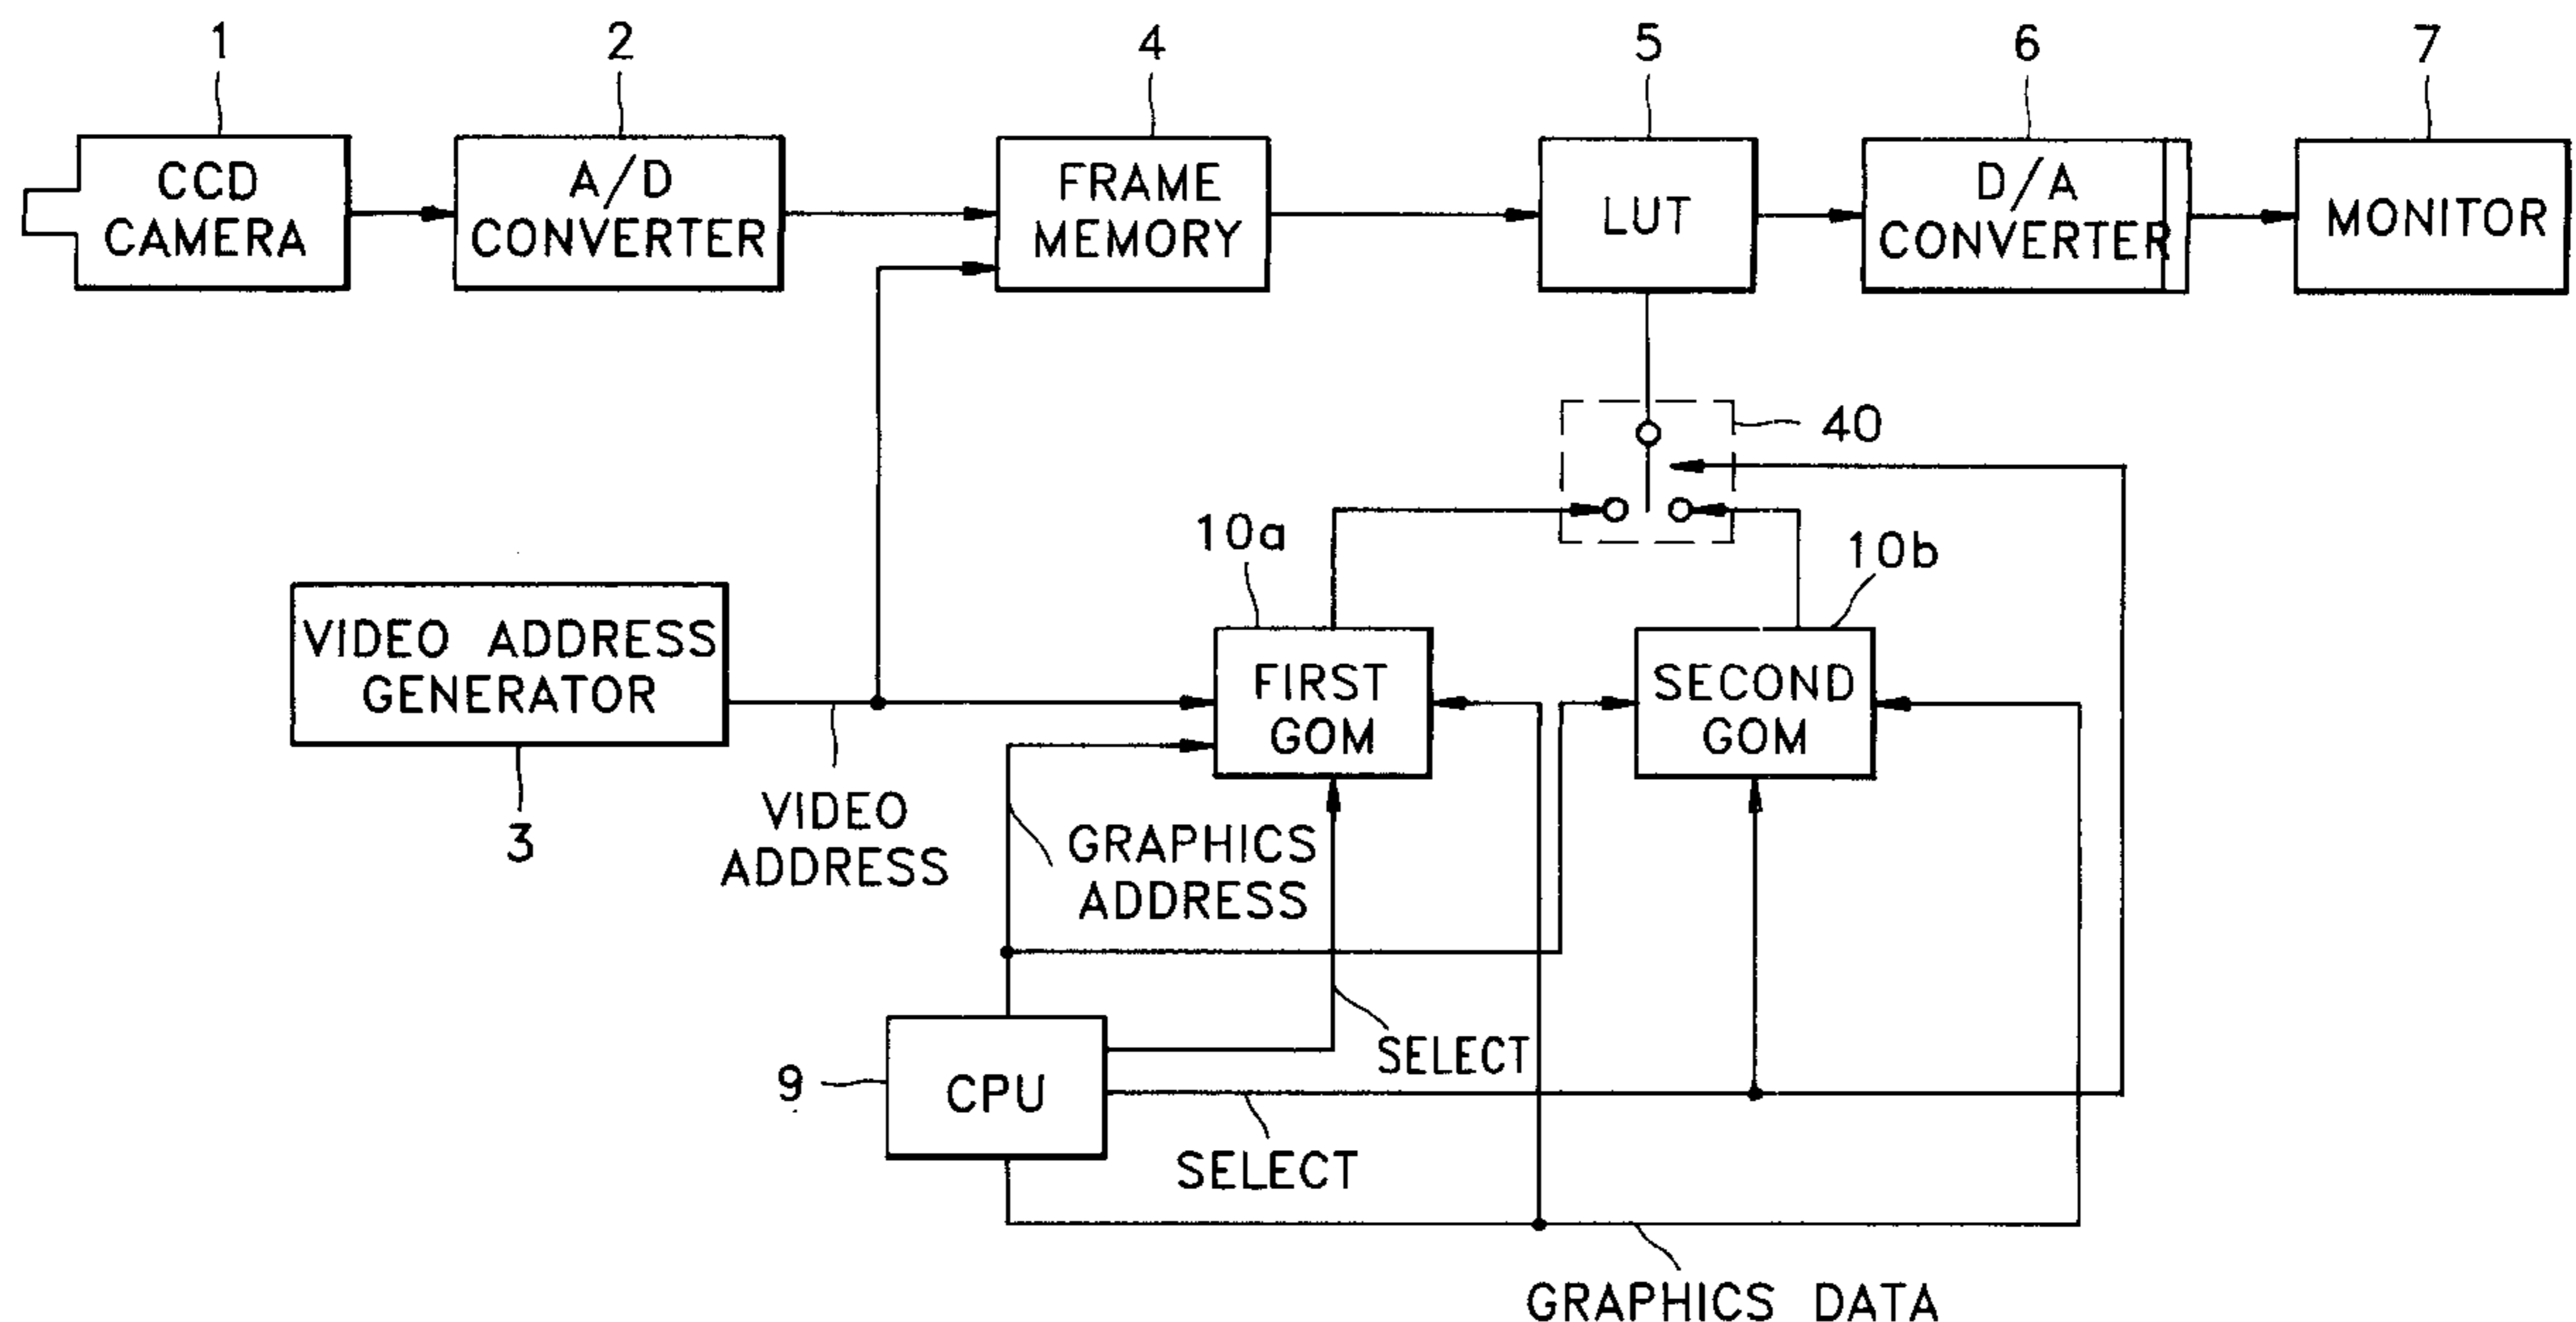 1
2
4
5
6
7
CCD
CAMERA
A/D
CONVERTER
FRAME
MEMORY
LUT
D/A
CONVERTER
MONITOR
40
10a
10b
VIDEO ADDRESS
GENERATOR
FIRST
GOM
SECOND
GOM
3
VIDEO
ADDRESS
GRAPHICS
ADDRESS
SELECT
9
CPU
SELECT
GRAPHICS DATA